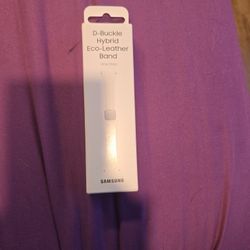 D-Buckle
Hybrid
Eco-Leather
Band
SAMSUNG